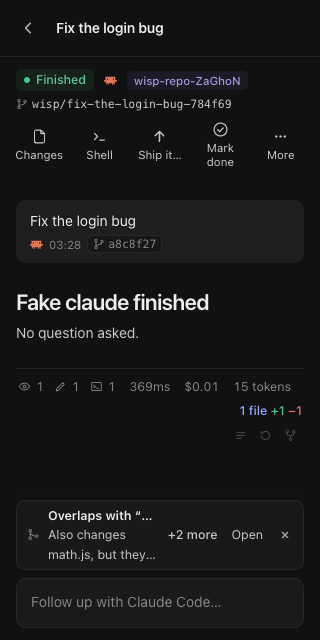 Fix the login bug
Finished wisp-repo-ZaGhoN
wisp/fix-the-login-bug-784f69
Changes Shell Ship it... Mark done More
Fix the login bug
03:28 a8c8f27
Fake claude finished
No question asked.
1 1 1 369ms $0.01 15 tokens
1 file +1 −1
Overlaps with “...
Also changes
math.js, but they...
+2 more Open ×
Follow up with Claude Code...